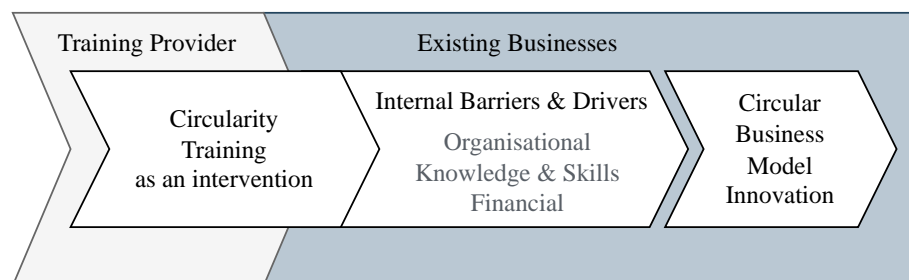 Training Provider
Existing Businesses
Circularity
Training
as an intervention
Internal Barriers & Drivers
Organisational
Knowledge & Skills
Financial
Circular
Business
Model
Innovation